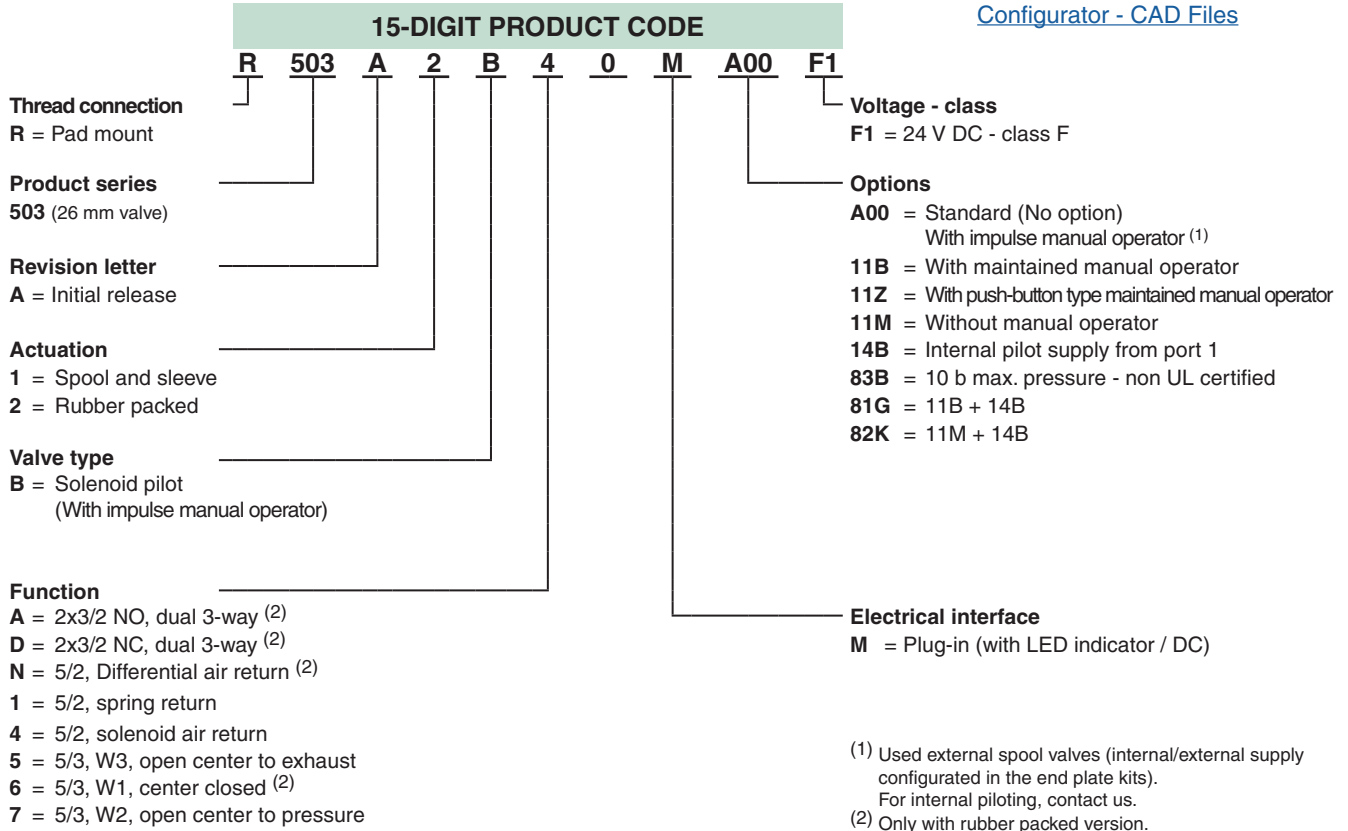 15-DIGIT PRODUCT CODE
Configurator - CAD Files
R 503 A 2 B 4 0 M A00 F1
Thread connection
R = Pad mount
Product series
503 (26 mm valve)
Revision letter
A = Initial release
Actuation
1 = Spool and sleeve
2 = Rubber packed
Valve type
B = Solenoid pilot
(With impulse manual operator)
Function
A = 2x3/2 NO, dual 3-way (2)
D = 2x3/2 NC, dual 3-way (2)
N = 5/2, Differential air return (2)
1 = 5/2, spring return
4 = 5/2, solenoid air return
5 = 5/3, W3, open center to exhaust
6 = 5/3, W1, center closed (2)
7 = 5/3, W2, open center to pressure
Voltage - class
F1 = 24 V DC - class F
Options
A00 = Standard (No option)
With impulse manual operator (1)
11B = With maintained manual operator
11Z = With push-button type maintained manual operator
11M = Without manual operator
14B = Internal pilot supply from port 1
83B = 10 b max. pressure - non UL certified
81G = 11B + 14B
82K = 11M + 14B
Electrical interface
M = Plug-in (with LED indicator / DC)
(1) Used external spool valves (internal/external supply
configurated in the end plate kits).
For internal piloting, contact us.
(2) Only with rubber packed version.